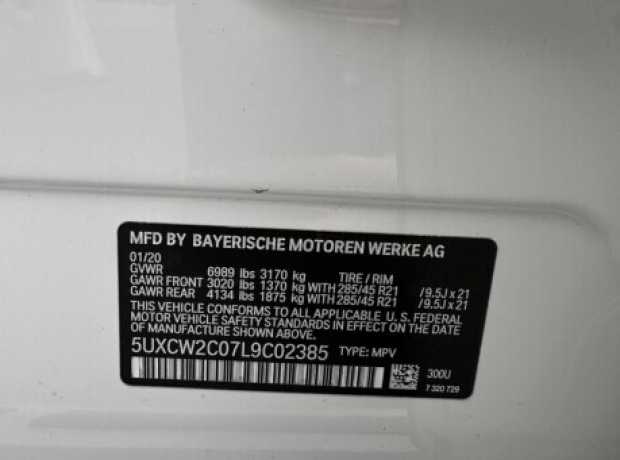 MFD BY BAYERISCHE MOTOREN WERKE AG
01/20
GVWR 6989 lbs 3170 kg TIRE / RIM
GAWR FRONT 3020 lbs 1370 kg WITH 285/45 R21 /9.5J x 21
GAWR REAR 4134 lbs 1875 kg WITH 285/45 R21 /9.5J x 21
THIS VEHICLE CONFORMS TO ALL APPLICABLE U. S. FEDERAL
MOTOR VEHICLE SAFETY STANDARDS IN EFFECT ON THE DATE
OF MANUFACTURE SHOWN ABOVE.
5UXCW2C07L9C02385 TYPE: MPV
300U
7 320 729